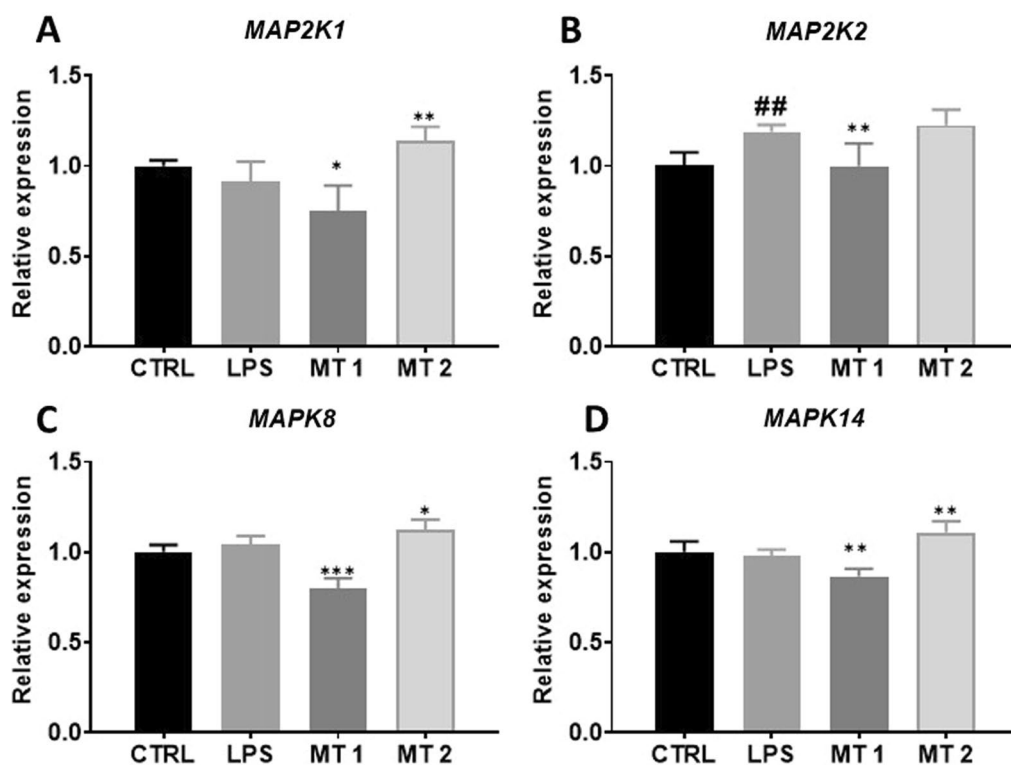 A
MAP2K1
Relative expression
1.5
1.0
0.5
0.0
*
**
CTRL LPS MT 1 MT 2
B
MAP2K2
Relative expression
1.5
1.0
0.5
0.0
##
**
CTRL LPS MT 1 MT 2
C
MAPK8
Relative expression
1.5
1.0
0.5
0.0
***
*
CTRL LPS MT 1 MT 2
D
MAPK14
Relative expression
1.5
1.0
0.5
0.0
**
**
CTRL LPS MT 1 MT 2